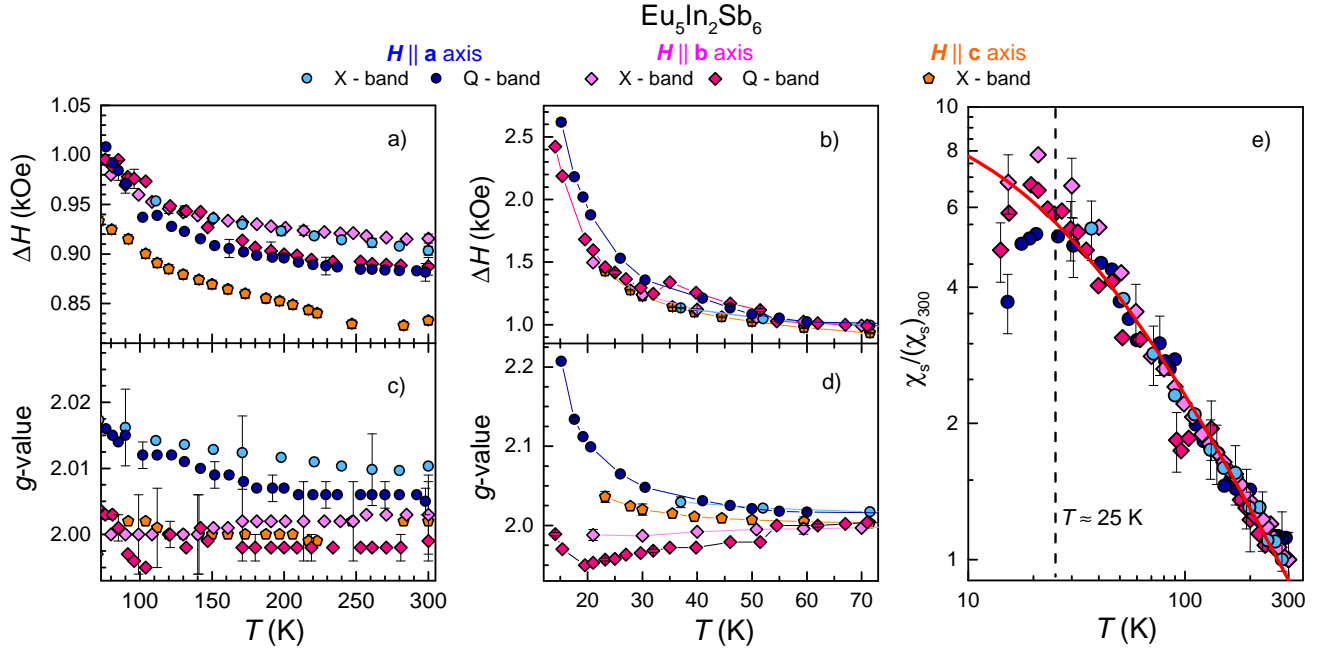 Eu₅In₂Sb₆
H || a axis
H || b axis
H || c axis
X - band
Q - band
X - band
Q - band
X - band
1.05
1.00
0.95
0.90
0.85
ΔH (kOe)
a)
2.5
2.0
1.5
1.0
ΔH (kOe)
b)
2.02
2.01
2.00
g-value
c)
100 150 200 250 300
T (K)
2.2
2.1
2.0
g-value
d)
20 30 40 50 60 70
T (K)
10
8
6
4
2
1
χₛ/(χₛ)₃₀₀
e)
T ≈ 25 K
10 100 300
T (K)